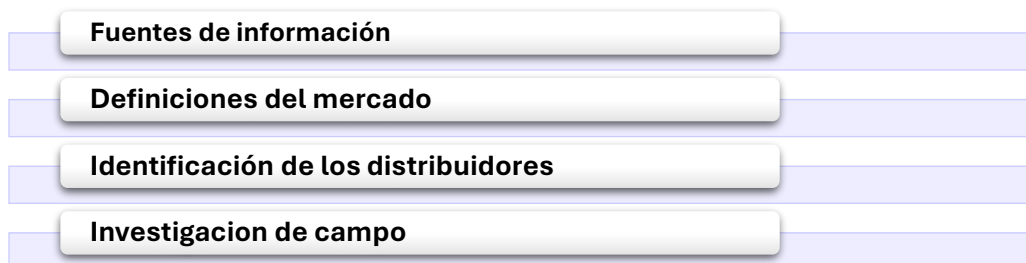 Fuentes de información
Definiciones del mercado
Identificación de los distribuidores
Investigacion de campo